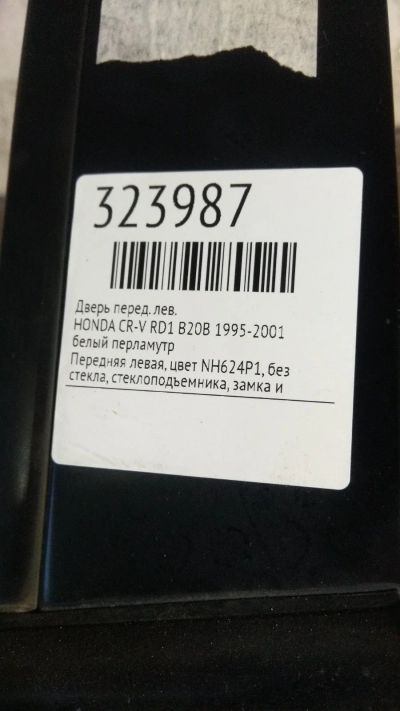 323987
Дверь перед. лев.
HONDA CR-V RD1 B20B 1995-2001
белый перламутр
Передняя левая, цвет NH624P1, без
стекла, стеклоподъемника, замка и